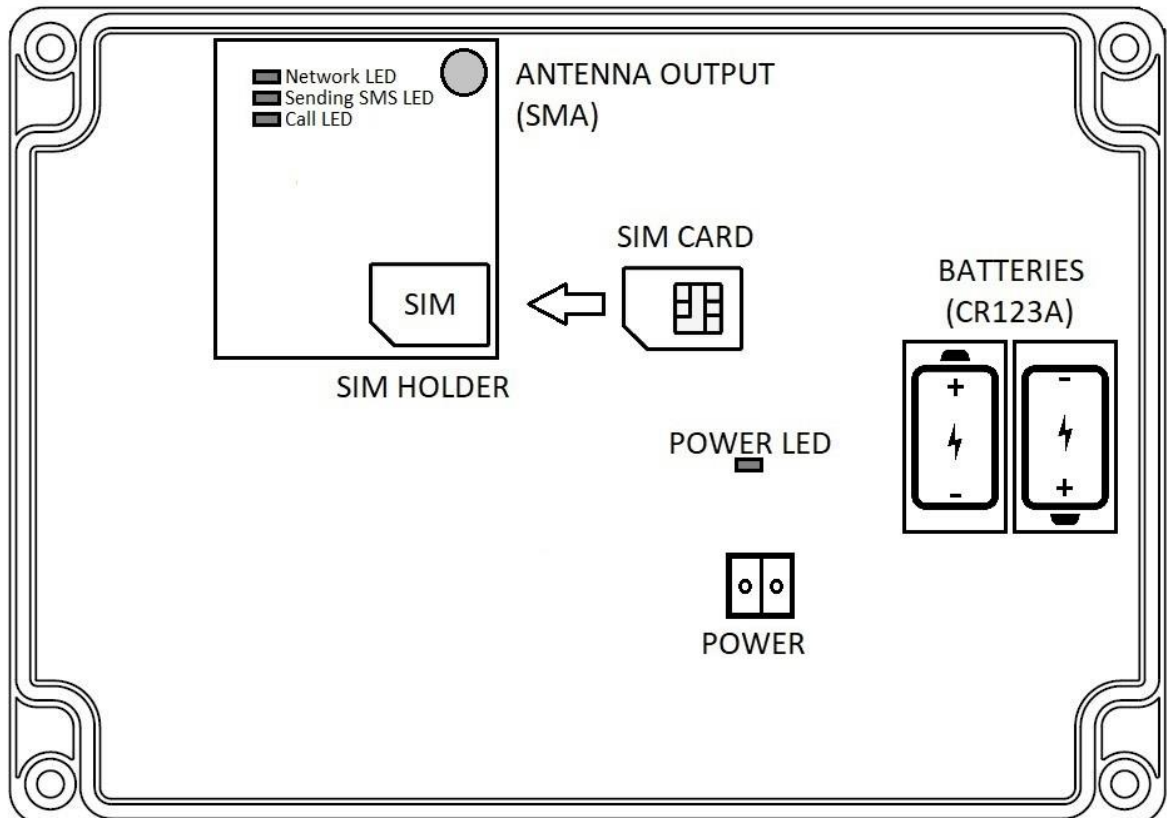 Network LED
Sending SMS LED
Call LED
ANTENNA OUTPUT
(SMA)
SIM CARD
SIM
SIM HOLDER
BATTERIES
(CR123A)
+
-
-
+
POWER LED
POWER